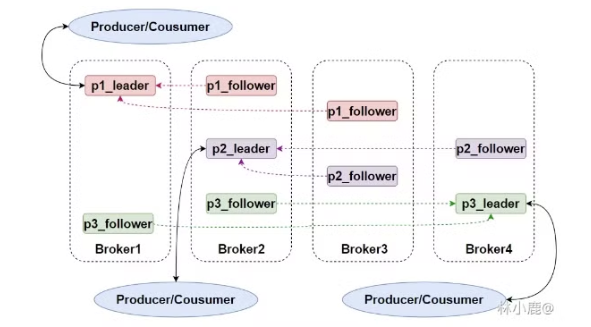 Producer/Cousumer
p1_leader
p1_follower
p1_follower
p2_leader
p2_follower
p2_follower
p3_follower
p3_leader
p3_follower
Broker1
Broker2
Broker3
Broker4
Producer/Cousumer
Producer/Cousumer
林小鹿@